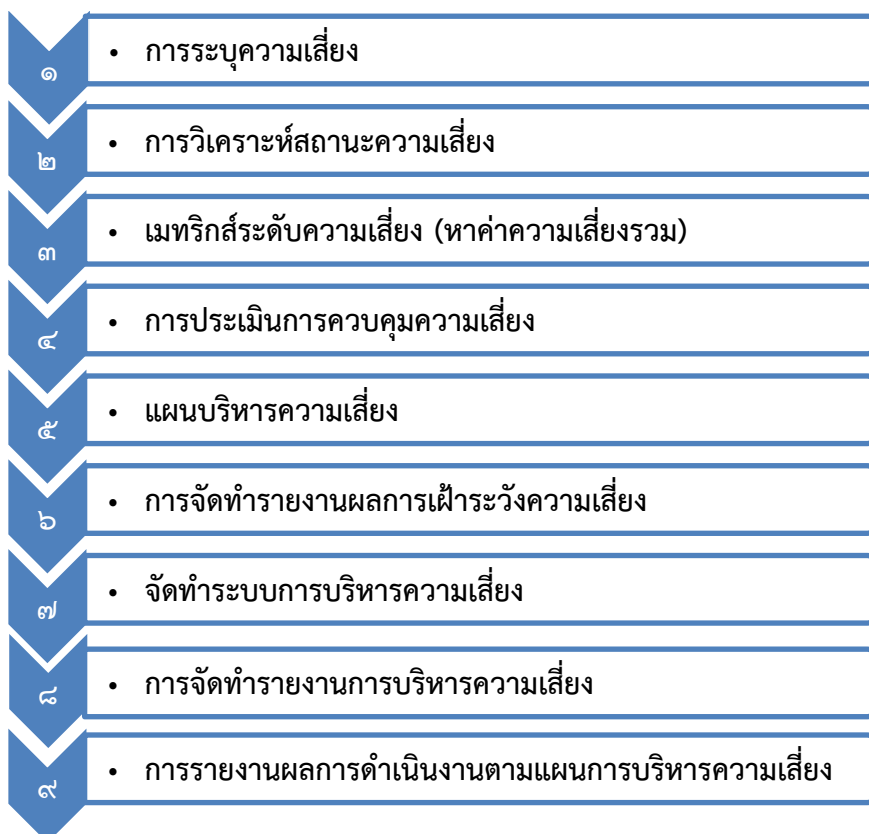 ๑ • การระบุความเสี่ยง
๒ • การวิเคราะห์สถานะความเสี่ยง
๓ • เมทริกส์ระดับความเสี่ยง (หาค่าความเสี่ยงรวม)
๔ • การประเมินการควบคุมความเสี่ยง
๕ • แผนบริหารความเสี่ยง
๖ • การจัดทำรายงานผลการเฝ้าระวังความเสี่ยง
๗ • จัดทำระบบการบริหารความเสี่ยง
๘ • การจัดทำรายงานการบริหารความเสี่ยง
๙ • การรายงานผลการดำเนินงานตามแผนการบริหารความเสี่ยง